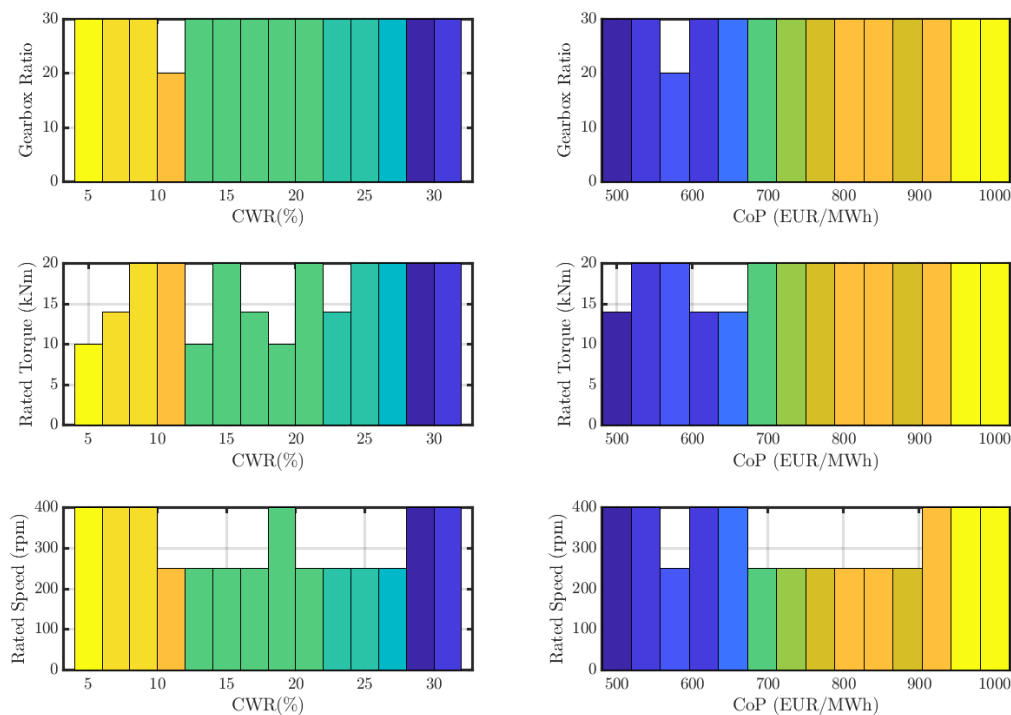 Gearbox Ratio
30
20
10
0
5 10 15 20 25 30
CWR(%)
Gearbox Ratio
30
20
10
0
500 600 700 800 900 1000
CoP (EUR/MWh)
Rated Torque (kNm)
20
15
10
5
0
5 10 15 20 25 30
CWR(%)
Rated Torque (kNm)
20
15
10
5
0
500 600 700 800 900 1000
CoP (EUR/MWh)
Rated Speed (rpm)
400
300
200
100
0
5 10 15 20 25 30
CWR(%)
Rated Speed (rpm)
400
300
200
100
0
500 600 700 800 900 1000
CoP (EUR/MWh)